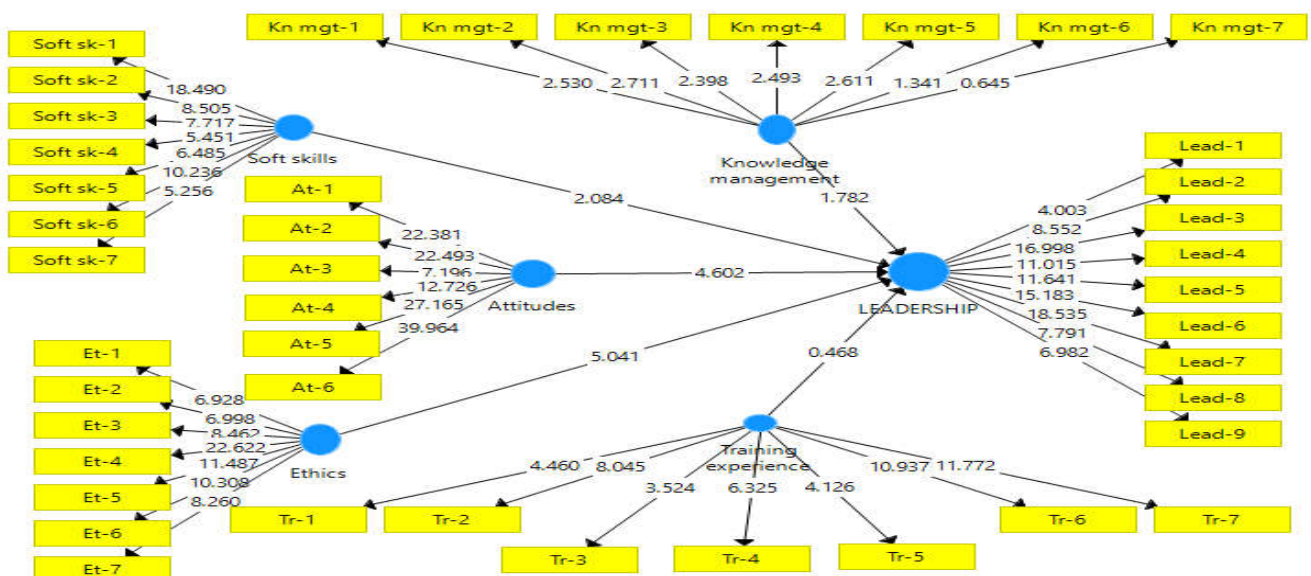 Kn mgt-1
Kn mgt-2
Kn mgt-3
Kn mgt-4
Kn mgt-5
Kn mgt-6
Kn mgt-7
2.530
2.711
2.398
2.493
2.611
1.341
0.645
Knowledge
management
1.782
Soft sk-1
Soft sk-2
Soft sk-3
Soft sk-4
Soft sk-5
Soft sk-6
Soft sk-7
18.490
8.505
7.717
5.451
6.485
10.236
5.256
Soft skills
2.084
At-1
At-2
At-3
At-4
At-5
At-6
22.381
22.493
7.196
12.726
27.165
39.964
Attitudes
4.602
LEADERSHIP
Lead-1
Lead-2
Lead-3
Lead-4
Lead-5
Lead-6
Lead-7
Lead-8
Lead-9
4.003
8.552
16.998
11.015
11.641
15.183
18.535
7.791
6.982
Et-1
Et-2
Et-3
Et-4
Et-5
Et-6
Et-7
6.928
6.998
8.462
22.622
11.487
10.308
8.260
Ethics
5.041
0.468
Training
experience
4.460
8.045
3.524
6.325
4.126
10.937
11.772
Tr-1
Tr-2
Tr-3
Tr-4
Tr-5
Tr-6
Tr-7